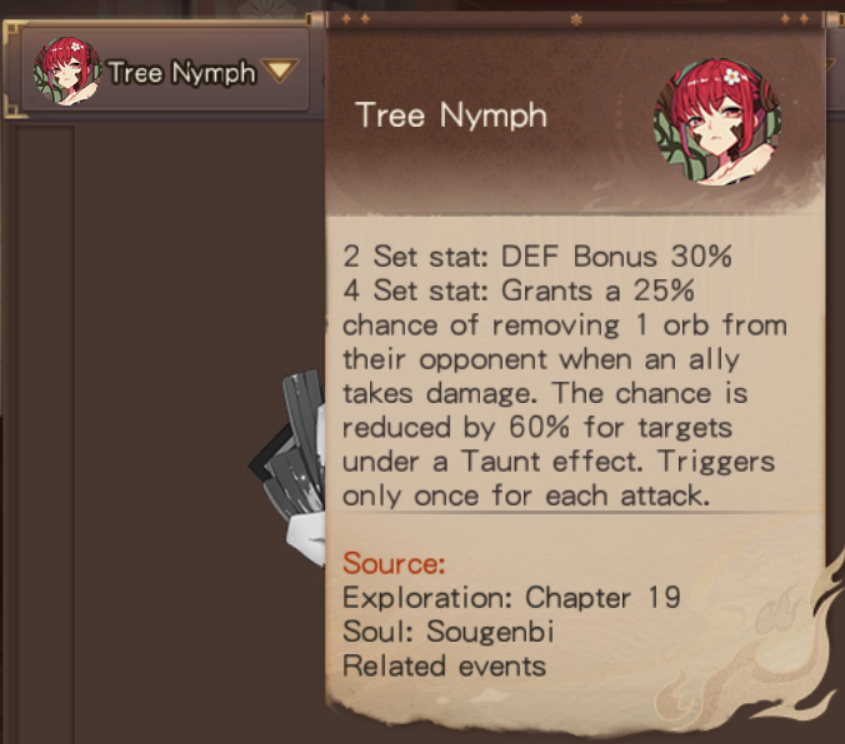 Tree Nymph
Tree Nymph
2 Set stat: DEF Bonus 30%
4 Set stat: Grants a 25%
chance of removing 1 orb from
their opponent when an ally
takes damage. The chance is
reduced by 60% for targets
under a Taunt effect. Triggers
only once for each attack.
Source:
Exploration: Chapter 19
Soul: Sougenbi
Related events